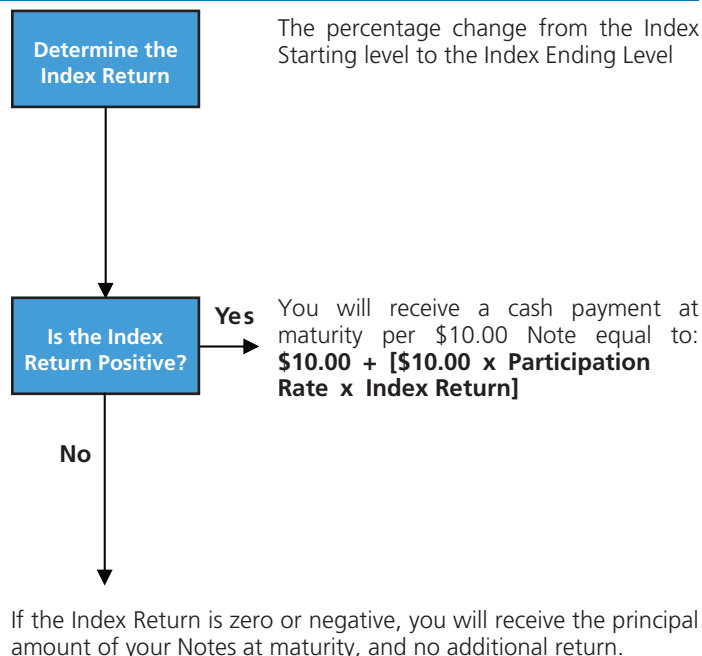 Determine the
Index Return
The percentage change from the Index
Starting level to the Index Ending Level
Is the Index
Return Positive?
Yes
You will receive a cash payment at
maturity per $10.00 Note equal to:
$10.00 + [$10.00 x Participation
Rate x Index Return]
No
If the Index Return is zero or negative, you will receive the principal
amount of your Notes at maturity, and no additional return.